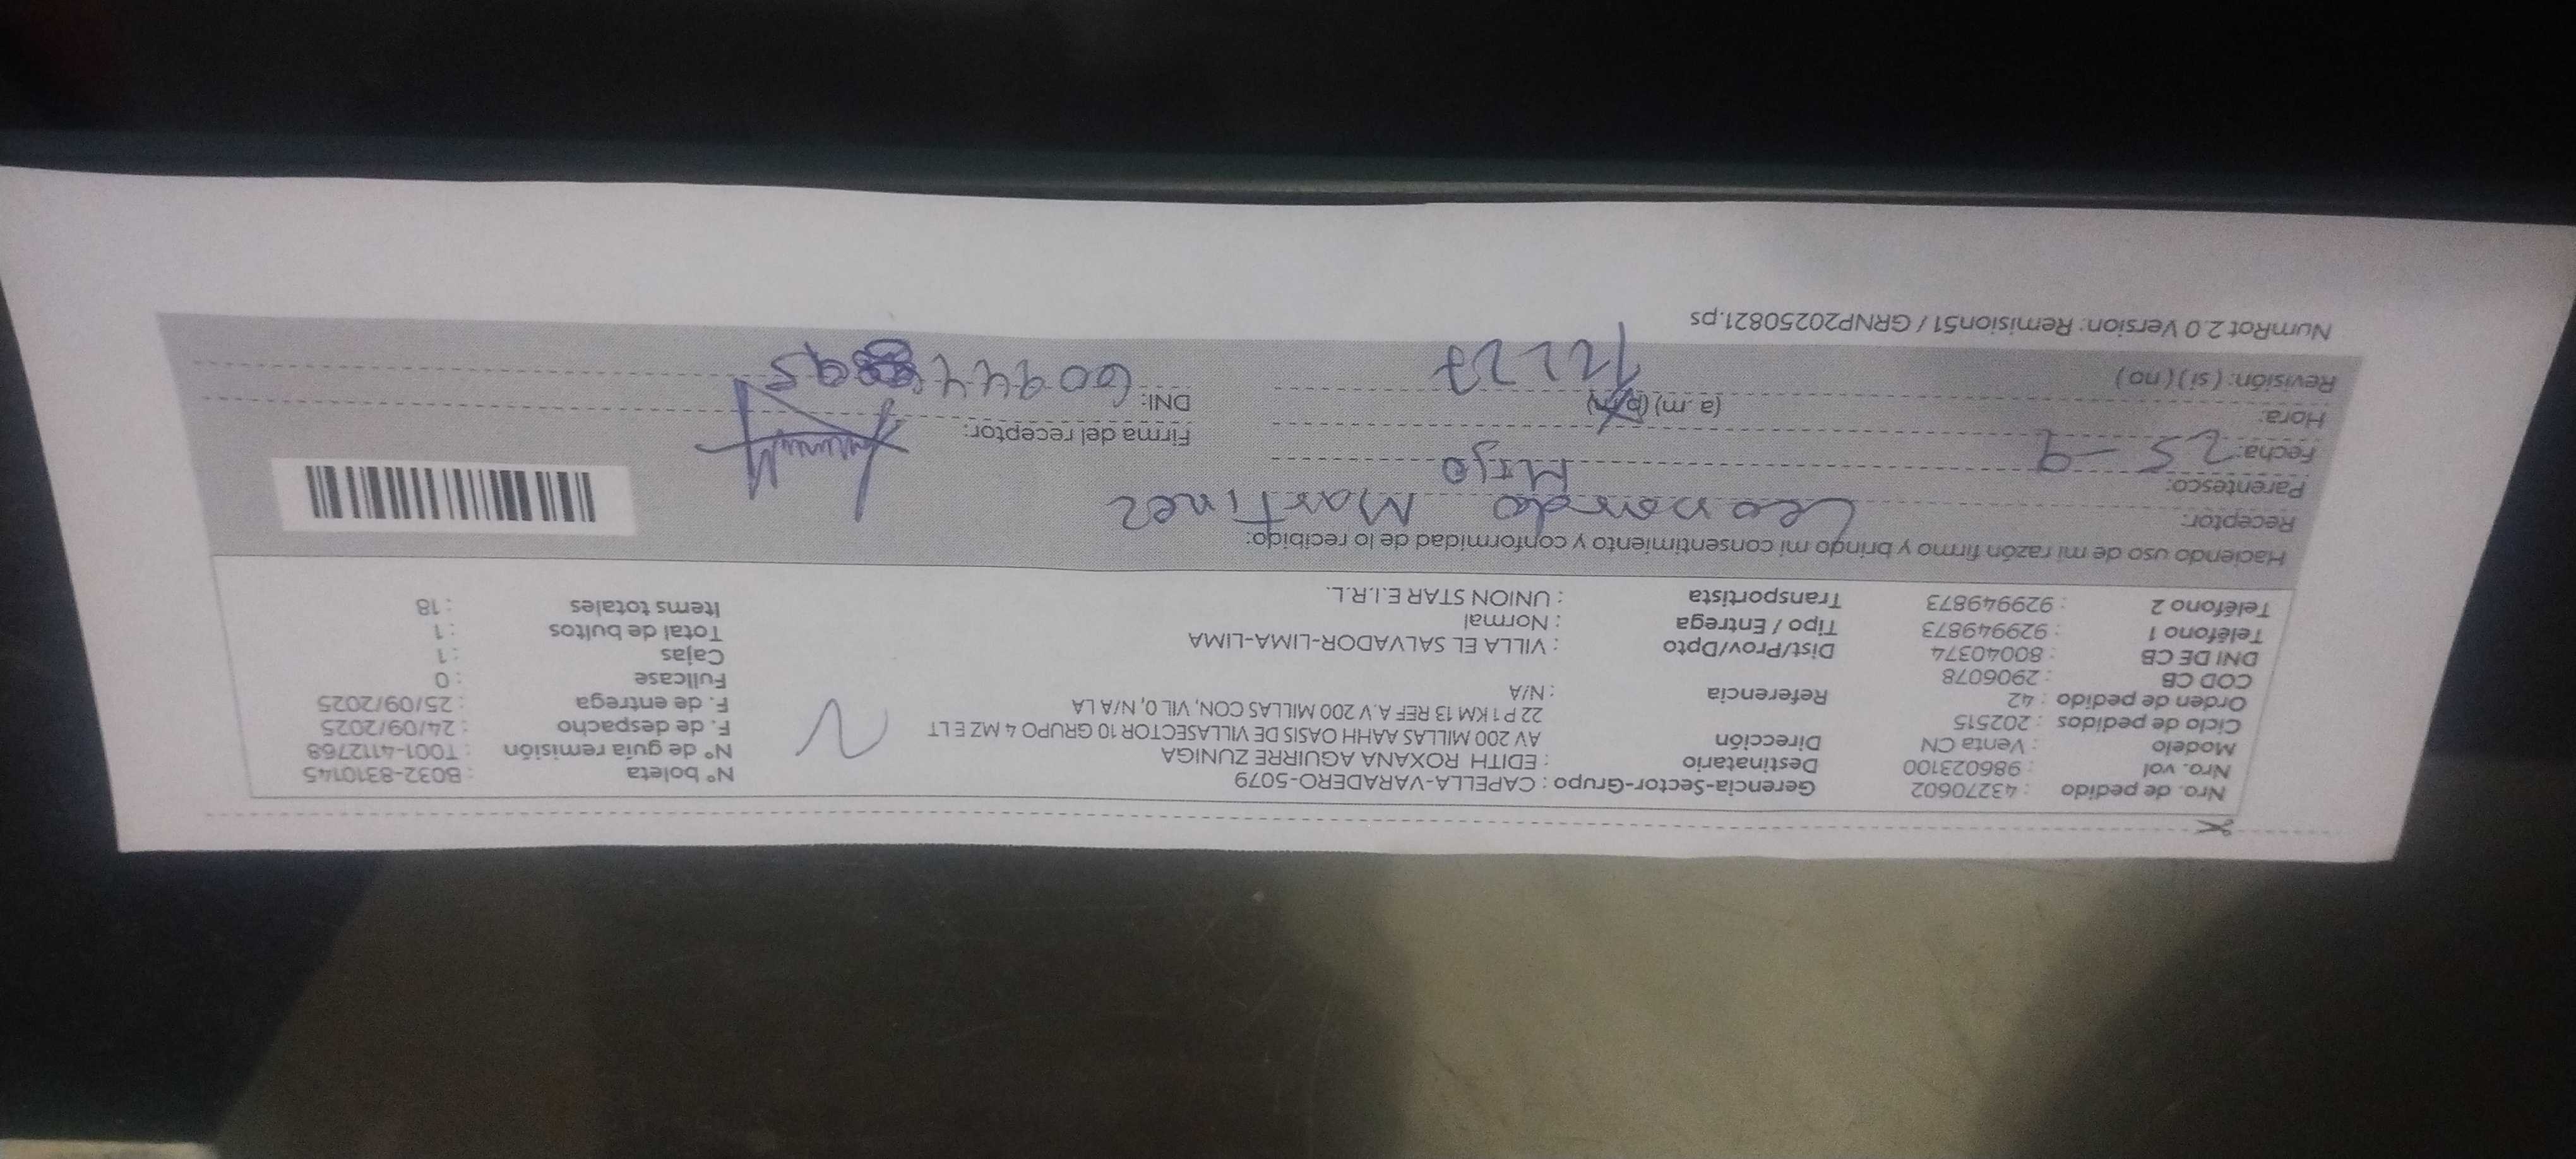 Nro. de pedido : 43270602
Nro. vol : 986023100
Modelo : Venta CN
Ciclo de pedidos : 202515
Orden de pedido : 42
COD CB : 2906078
DNI DE CB : 80040374
Teléfono 1 : 929949873
Teléfono 2 : 929949873
Gerencia-Sector-Grupo : CAPELLA-VARADERO-5079
Destinatario : EDITH ROXANA AGUIRRE ZUNIGA
Dirección AV 200 MILLAS AAHH OASIS DE VILLASECTOR 10 GRUPO 4 MZ E LT
22 P 1 KM 13 REF A.V 200 MILLAS CON, VIL 0, N/A LA
Referencia : N/A
Dist/Prov/Dpto : VILLA EL SALVADOR-LIMA-LIMA
Tipo / Entrega : Normal
Transportista : UNION STAR E.I.R.L.
N° boleta : B032-8310145
N° de guía remisión : T001-4112768
F. de despacho : 24/09/2025
F. de entrega : 25/09/2025
Fullcase : 0
Cajas : 1
Total de bultos : 1
Items totales : 18
Haciendo uso de mi razón firmo y bringo mi consentimiento y conformidad de lo recibido:
Receptor: Leonardo Martinez
Parentesco: Hijo
Fecha: 25-9
Hora: (a.m) (p.m)
Revisión: ( si ) ( no ) 12:27
Firma del receptor:
DNI: 60944 95
NumRot 2.0 Version: Remision51 / GRNP20250821.ps